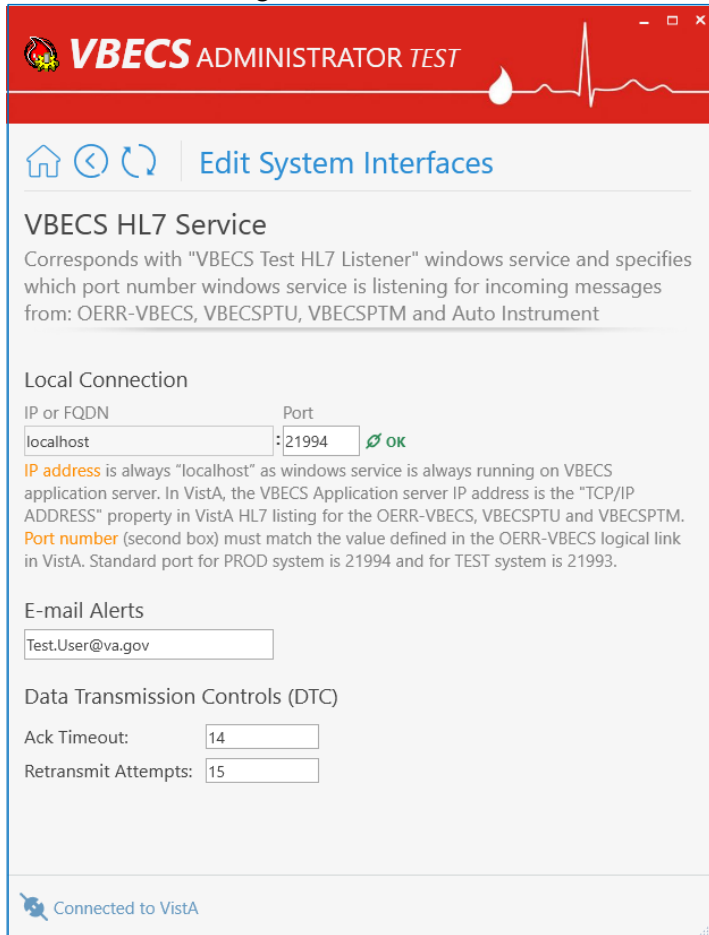 VBECS ADMINISTRATOR TEST
Edit System Interfaces
VBECS HL7 Service
Corresponds with "VBECS Test HL7 Listener" windows service and specifies
which port number windows service is listening for incoming messages
from: OERR-VBECS, VBECSPTU, VBECSPTM and Auto Instrument
Local Connection
IP or FQDN Port
localhost : 21994 OK
IP address is always “localhost” as windows service is always running on VBECS
application server. In VistA, the VBECS Application server IP address is the "TCP/IP
ADDRESS" property in VistA HL7 listing for the OERR-VBECS, VBECSPTU and VBECSPTM.
Port number (second box) must match the value defined in the OERR-VBECS logical link
in VistA. Standard port for PROD system is 21994 and for TEST system is 21993.
E-mail Alerts
Test.User@va.gov
Data Transmission Controls (DTC)
Ack Timeout: 14
Retransmit Attempts: 15
Connected to VistA